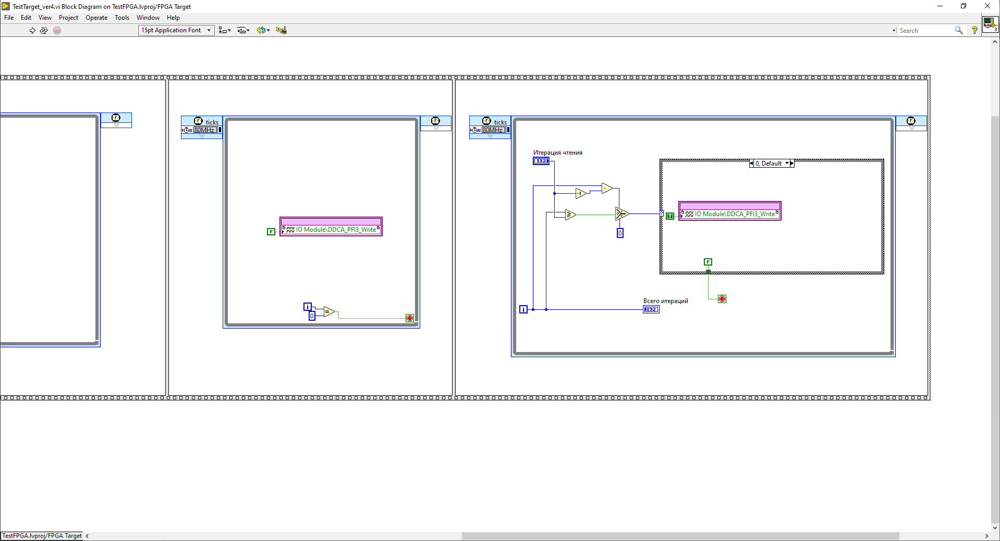 TestTarget_ver4.vi Block Diagram on TestFPGA.lvproj/FPGA Target
File Edit View Project Operate Tools Window Help
15pt Application Font
Search
?
3
ticks
80MHz
F
IO Module\DDCA_PFI3_Write
i
0
=
ticks
80MHz
Итерация чтения
I32
-1
-
≥
?
T
F
0
?
0, Default
T
IO Module\DDCA_PFI3_Write
F
i
Всего итераций
I32
TestFPGA.lvproj/FPGA Target